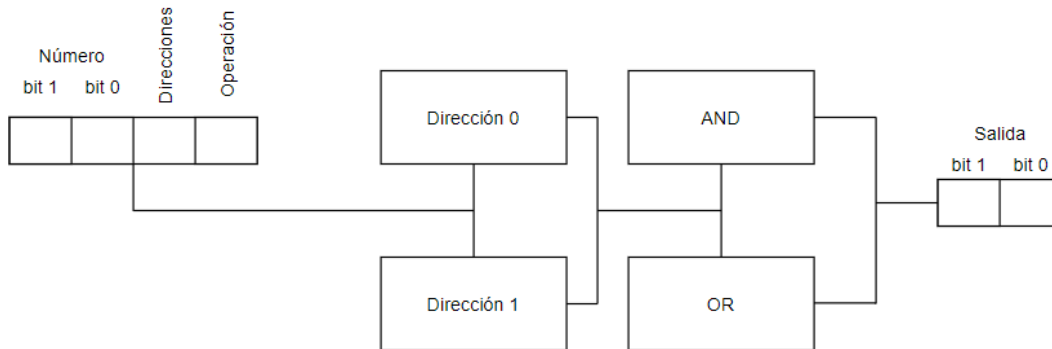 Número
bit 1 bit 0
Direcciones
Operación
Dirección 0
Dirección 1
AND
OR
Salida
bit 1 bit 0